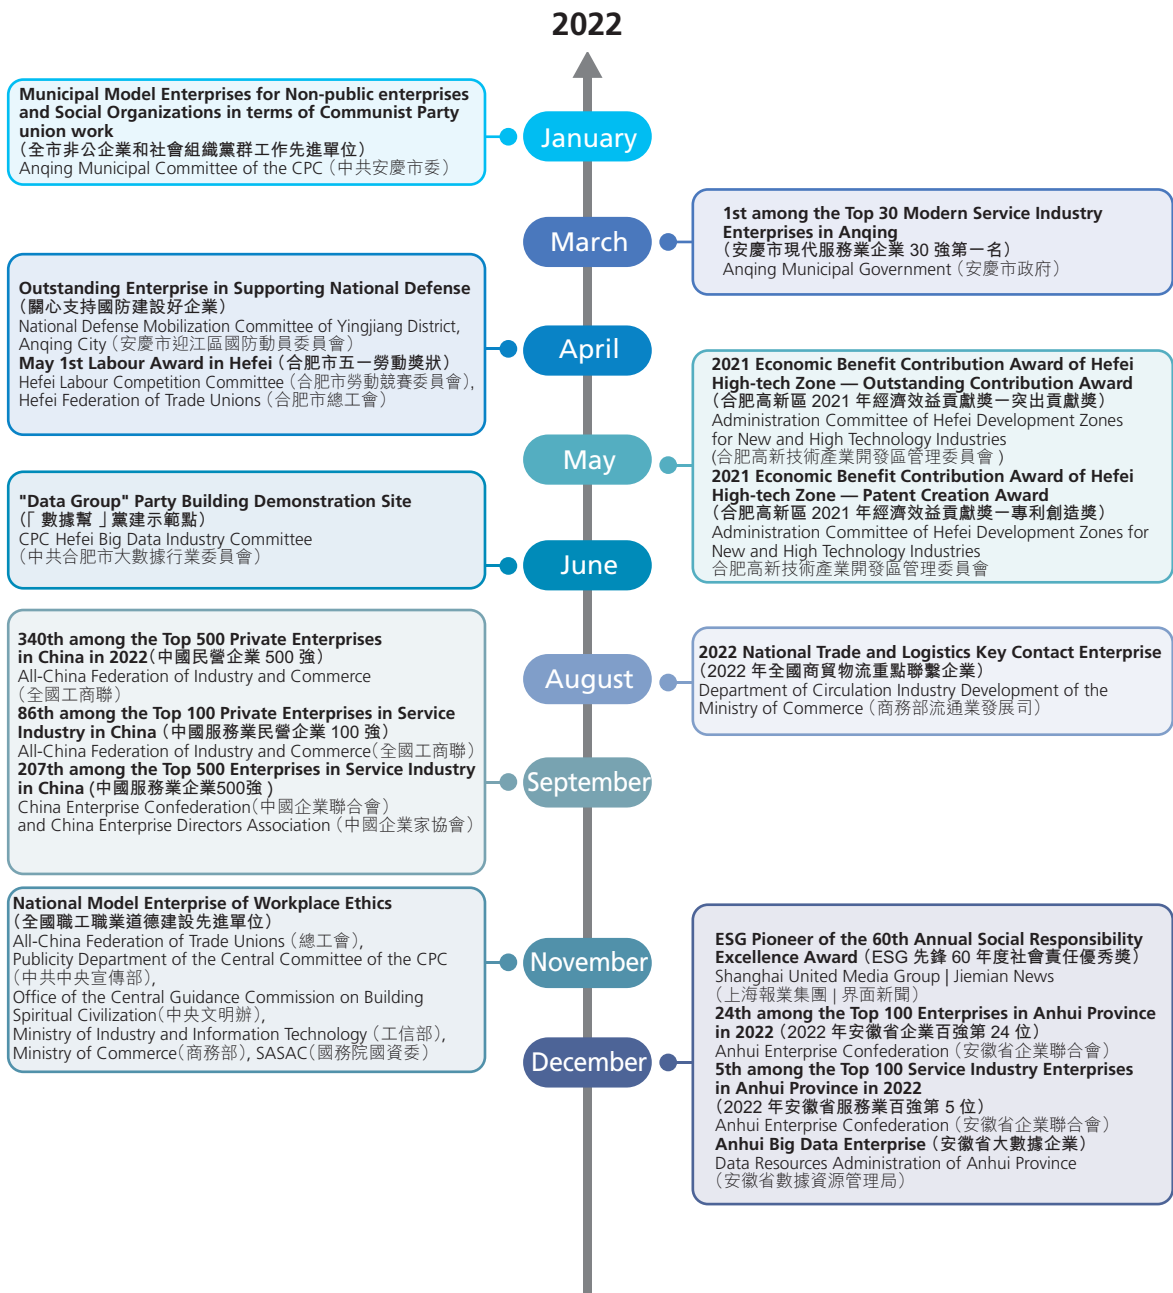 2022
January
Municipal Model Enterprises for Non-public enterprises
and Social Organizations in terms of Communist Party
union work
（全市非公企業和社會組織黨群工作先進單位）
Anqing Municipal Committee of the CPC（中共安慶市委）
March
1st among the Top 30 Modern Service Industry
Enterprises in Anqing
（安慶市現代服務業企業 30 強第一名）
Anqing Municipal Government（安慶市政府）
April
Outstanding Enterprise in Supporting National Defense
（關心支持國防建設好企業）
National Defense Mobilization Committee of Yingjiang District,
Anqing City（安慶市迎江區國防動員委員會）
May 1st Labour Award in Hefei（合肥市五一勞動獎狀）
Hefei Labour Competition Committee（合肥市勞動競賽委員會）,
Hefei Federation of Trade Unions（合肥市總工會）
May
2021 Economic Benefit Contribution Award of Hefei
High-tech Zone — Outstanding Contribution Award
（合肥高新區 2021 年經濟效益貢獻獎－突出貢獻獎）
Administration Committee of Hefei Development Zones
for New and High Technology Industries
(合肥高新技術產業開發區管理委員會 )
2021 Economic Benefit Contribution Award of Hefei
High-tech Zone — Patent Creation Award
（合肥高新區 2021 年經濟效益貢獻獎－專利創造獎）
Administration Committee of Hefei Development Zones for
New and High Technology Industries
合肥高新技術產業開發區管理委員會
June
"Data Group" Party Building Demonstration Site
（「 數據幫 」黨建示範點）
CPC Hefei Big Data Industry Committee
（中共合肥市大數據行業委員會）
August
2022 National Trade and Logistics Key Contact Enterprise
（2022 年全國商貿物流重點聯繫企業）
Department of Circulation Industry Development of the
Ministry of Commerce（商務部流通業發展司）
September
340th among the Top 500 Private Enterprises
in China in 2022（中國民營企業 500 強）
All-China Federation of Industry and Commerce
（全國工商聯）
86th among the Top 100 Private Enterprises in Service
Industry in China（中國服務業民營企業 100 強）
All-China Federation of Industry and Commerce（全國工商聯）
207th among the Top 500 Enterprises in Service Industry
in China (中國服務業企業500強 )
China Enterprise Confederation（中國企業聯合會）
and China Enterprise Directors Association（中國企業家協會）
November
National Model Enterprise of Workplace Ethics
（全國職工職業道德建設先進單位）
All-China Federation of Trade Unions（總工會）,
Publicity Department of the Central Committee of the CPC
（中共中央宣傳部）,
Office of the Central Guidance Commission on Building
Spiritual Civilization（中央文明辦）,
Ministry of Industry and Information Technology（工信部）,
Ministry of Commerce（商務部）, SASAC（國務院國資委）
December
ESG Pioneer of the 60th Annual Social Responsibility
Excellence Award（ESG 先鋒 60 年度社會責任優秀獎）
Shanghai United Media Group | Jiemian News
（上海報業集團 | 界面新聞）
24th among the Top 100 Enterprises in Anhui Province
in 2022（2022 年安徽省企業百強第 24 位）
Anhui Enterprise Confederation（安徽省企業聯合會）
5th among the Top 100 Service Industry Enterprises
in Anhui Province in 2022
（2022 年安徽省服務業百強第 5 位）
Anhui Enterprise Confederation（安徽省企業聯合會）
Anhui Big Data Enterprise（安徽省大數據企業）
Data Resources Administration of Anhui Province
（安徽省數據資源管理局）